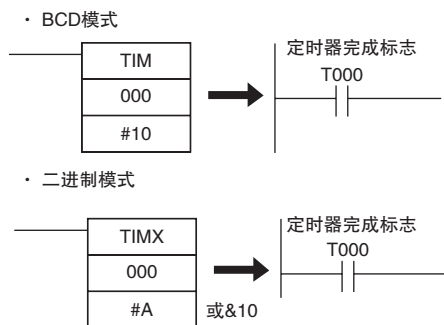 · BCD模式
TIM
000
#10
定时器完成标志
T000
· 二进制模式
TIMX
000
#A 或&10
定时器完成标志
T000